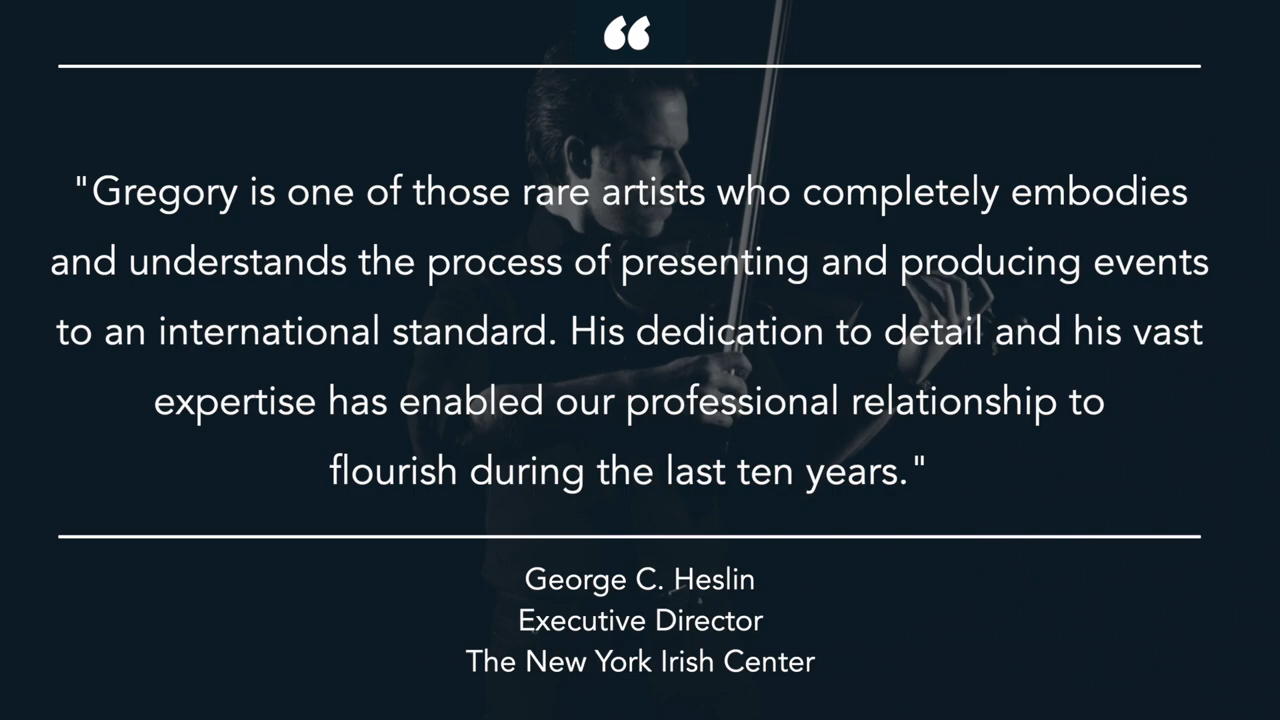 “
"Gregory is one of those rare artists who completely embodies
and understands the process of presenting and producing events
to an international standard. His dedication to detail and his vast
expertise has enabled our professional relationship to
flourish during the last ten years."
George C. Heslin
Executive Director
The New York Irish Center